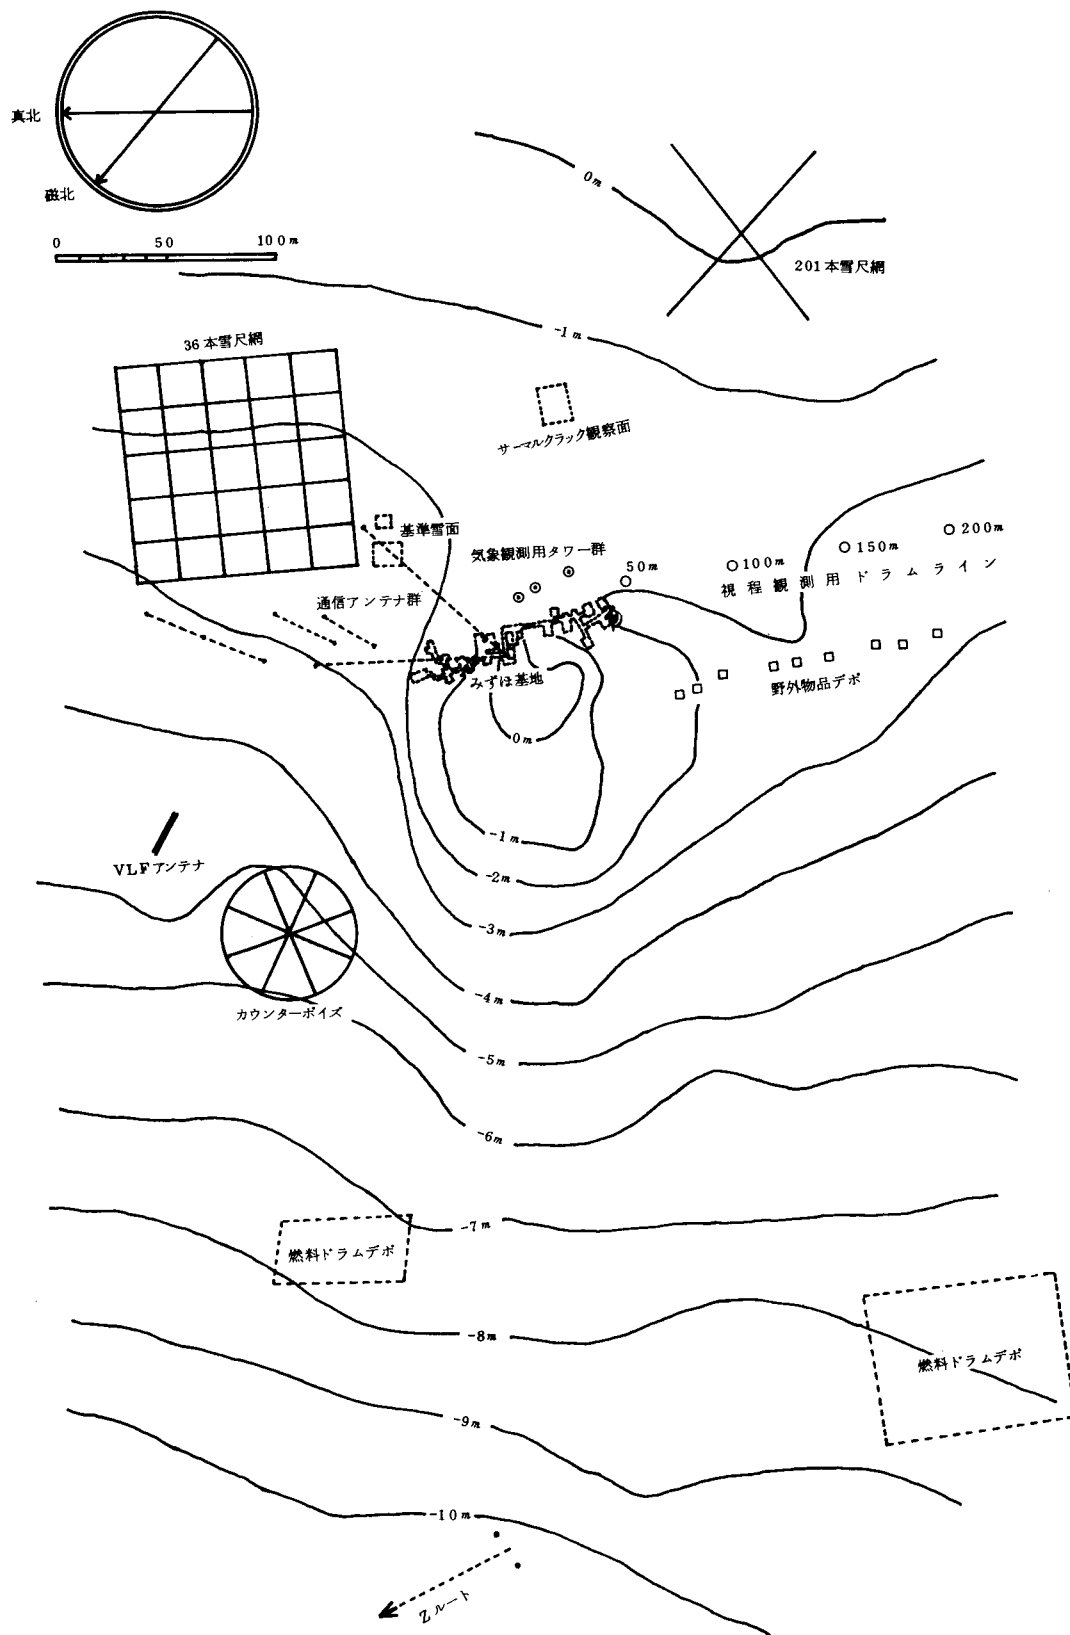 真北
磁北
0 50 100m
0m
201本雪尺網
-1m
36本雪尺網
サーマルクラック観察面
基準雪面
気象観測用タワー群
50m
100m
150m
200m
視程観測用ドラムライン
通信アンテナ群
みずほ基地
野外物品デポ
0m
-1m
VLFアンテナ
-2m
-3m
-4m
カウンターポイズ
-5m
-6m
-7m
燃料ドラムデポ
-8m
燃料ドラムデポ
-9m
-10m
Zルート